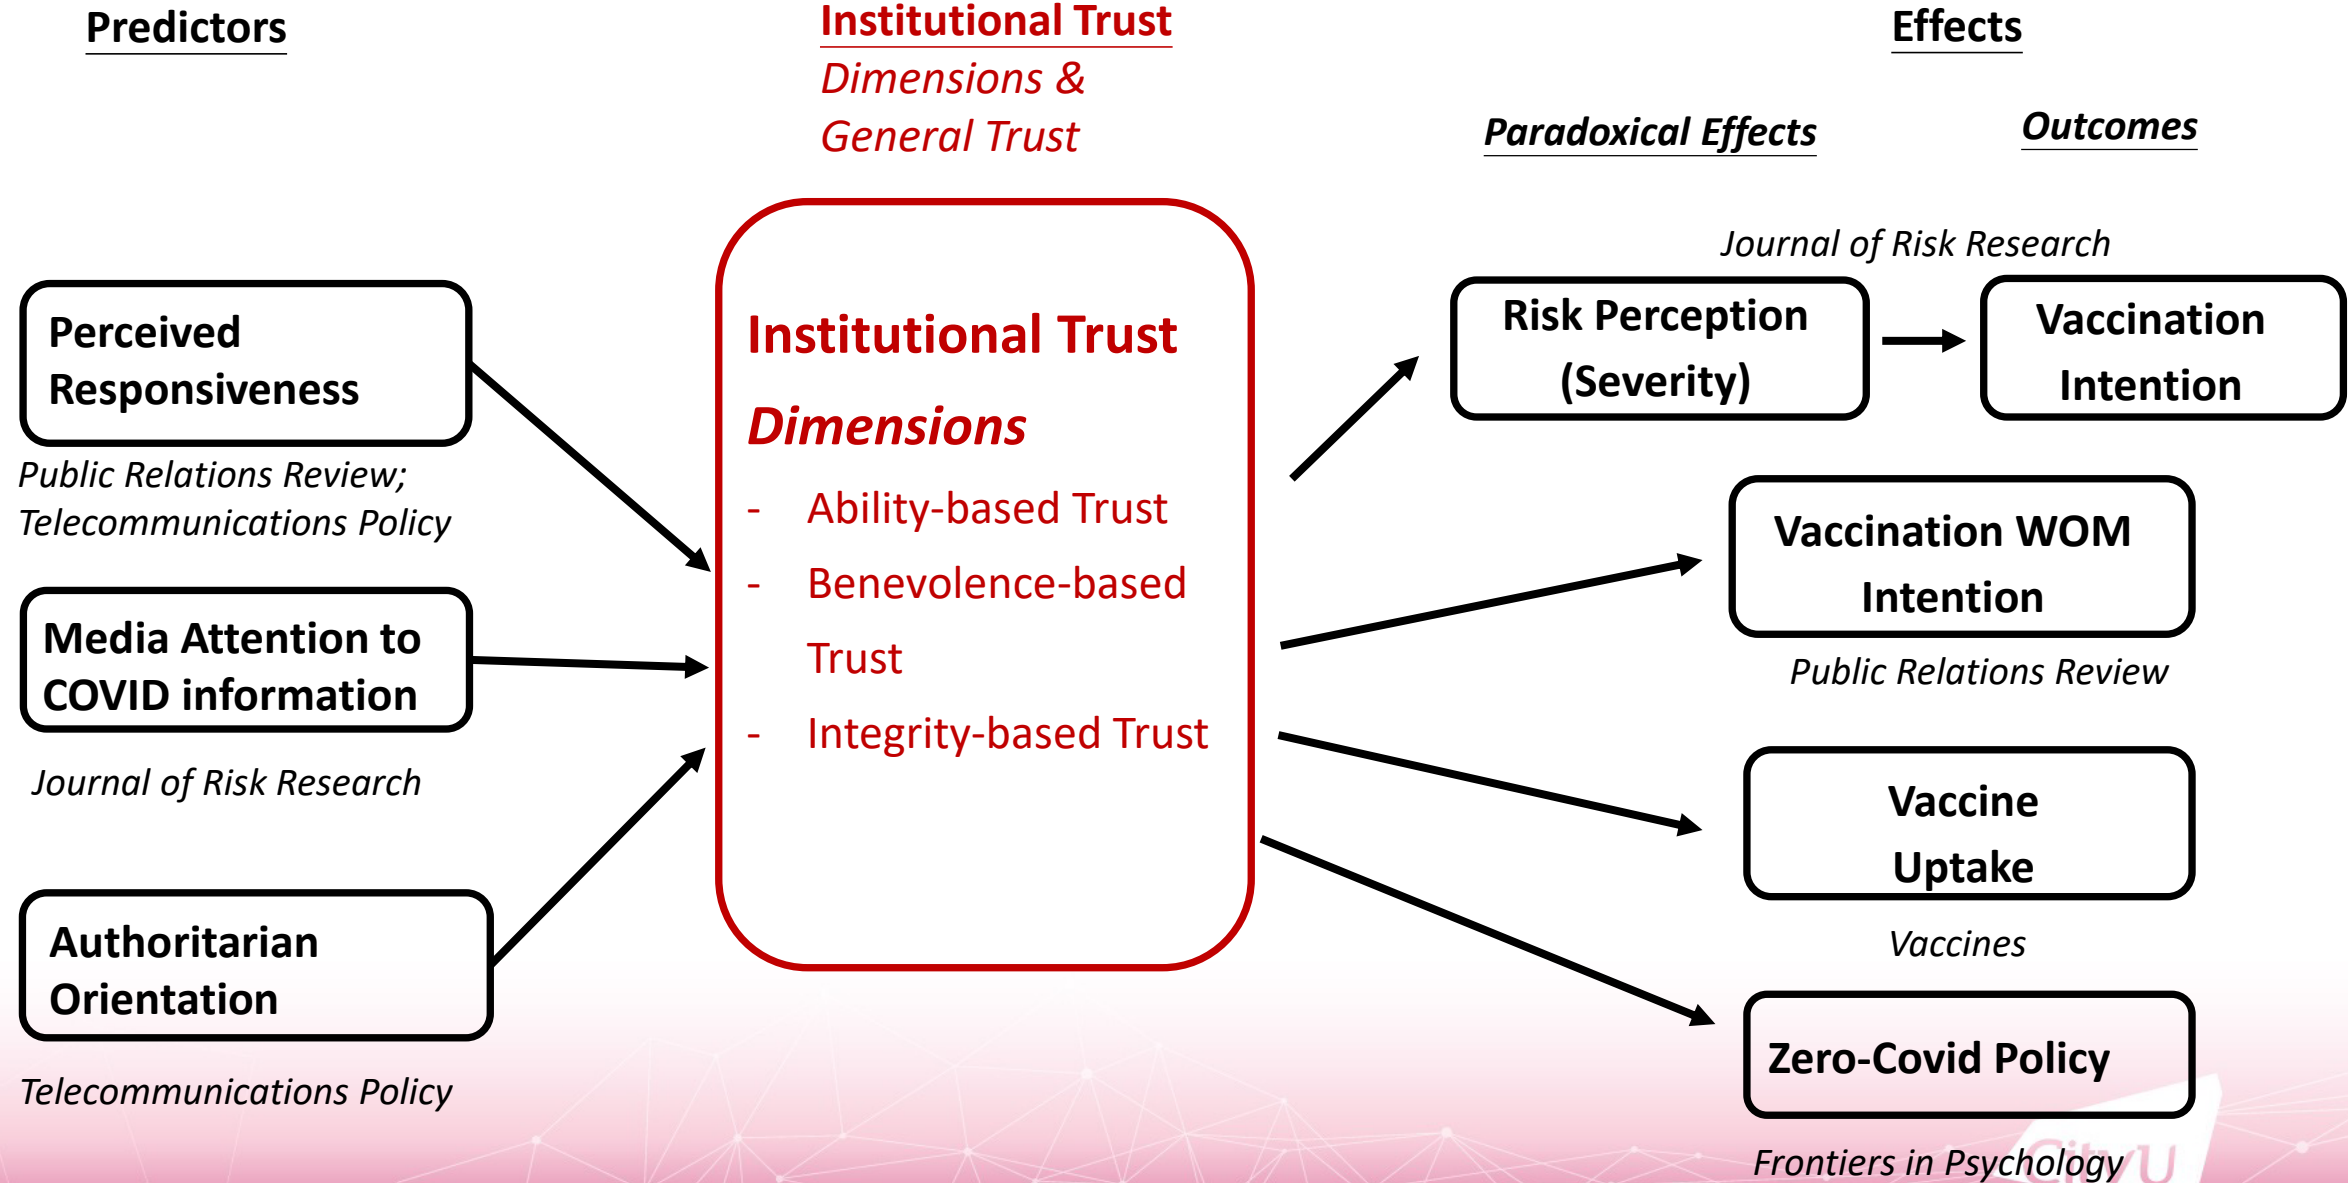 Predictors
Institutional Trust
Dimensions &
General Trust
Effects
Paradoxical Effects
Outcomes
Perceived
Responsiveness
Public Relations Review;
Telecommunications Policy
Media Attention to
COVID information
Journal of Risk Research
Authoritarian
Orientation
Telecommunications Policy
Institutional Trust
Dimensions
- Ability-based Trust
- Benevolence-based
Trust
- Integrity-based Trust
Journal of Risk Research
Risk Perception
(Severity)
Vaccination
Intention
Vaccination WOM
Intention
Public Relations Review
Vaccine
Uptake
Vaccines
Zero-Covid Policy
Frontiers in Psychology
CityU